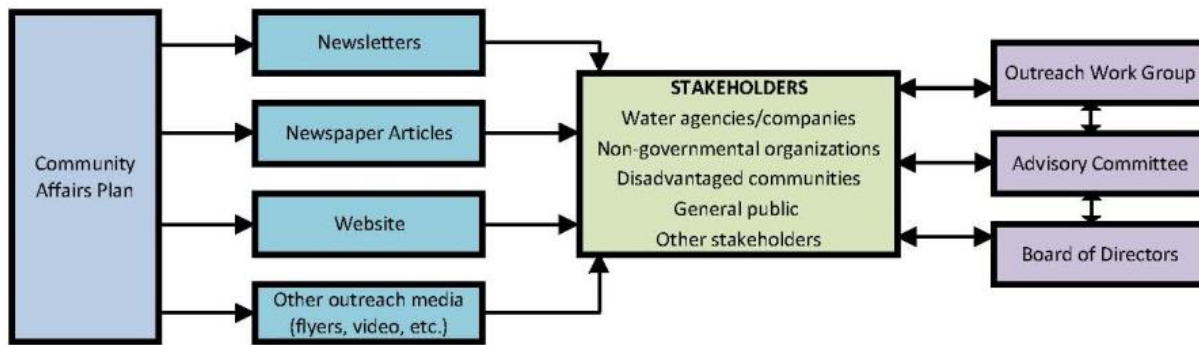 Community
Affairs Plan
Newsletters
Newspaper Articles
Website
Other outreach media
(flyers, video, etc.)
STAKEHOLDERS
Water agencies/companies
Non-governmental organizations
Disadvantaged communities
General public
Other stakeholders
Outreach Work Group
Advisory Committee
Board of Directors